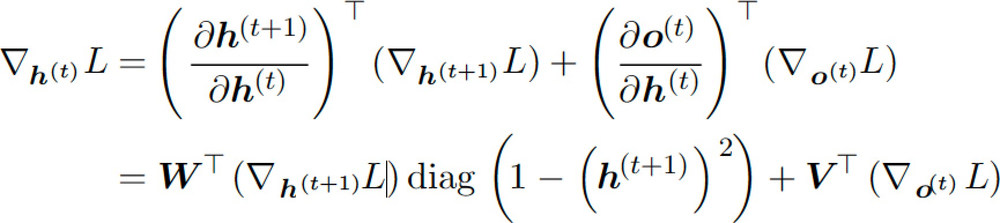 ∇_{𝒉^{(t)}} L = (∂𝒉^{(t+1)} / ∂𝒉^{(t)})^⊤ (∇_{𝒉^{(t+1)}} L) + (∂𝒐^{(t)} / ∂𝒉^{(t)})^⊤ (∇_{𝒐^{(t)}} L)
= 𝑾^⊤ (∇_{𝒉^{(t+1)}} L) diag (1 − (𝒉^{(t+1)})^2) + 𝑽^⊤ (∇_{𝒐^{(t)}} L)